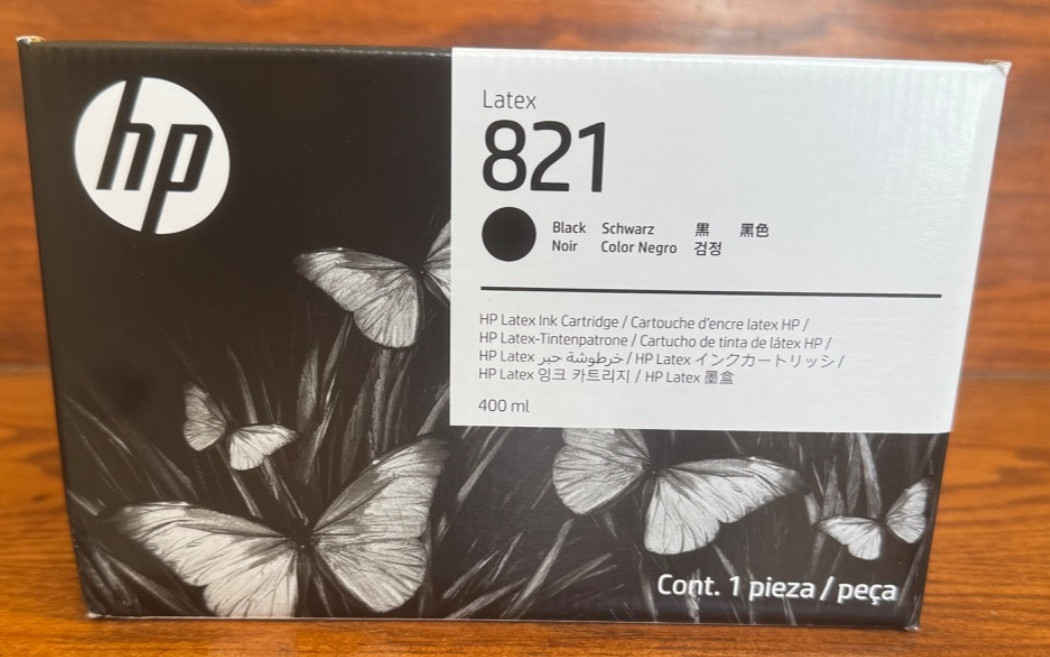 hp
Latex
821
Black Schwarz 黒 黑色
Noir Color Negro 검정
HP Latex Ink Cartridge / Cartouche d'encre latex HP /
HP Latex-Tintenpatrone / Cartucho de tinta de látex HP /
HP Latex خرطوشة حبر / HP Latex インクカートリッジ /
HP Latex 잉크 카트리지 / HP Latex 墨盒
400 ml
Cont. 1 pieza / peça